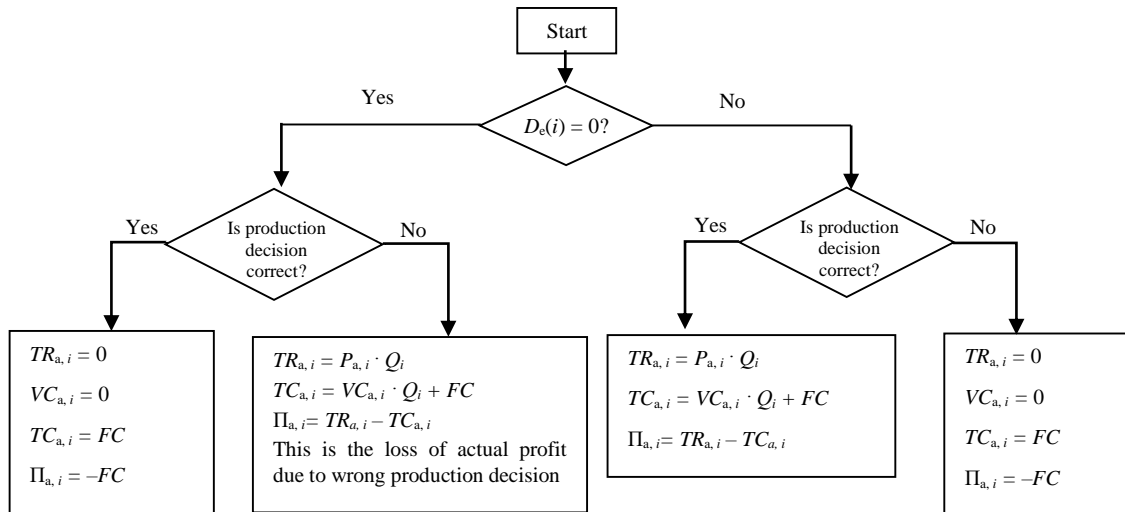 Start
Yes
No
Dₑ(i) = 0?
Yes
Is production
decision
correct?
No
Yes
Is production
decision
correct?
No
TRa, i = 0
VCa, i = 0
TCa, i = FC
Πa, i = –FC
TRa, i = Pa, i · Qi
TCa, i = VCa, i · Qi + FC
Πa, i= TRa, i – TCa, i
This is the loss of actual profit
due to wrong production decision
TRa, i = Pa, i · Qi
TCa, i = VCa, i · Qi + FC
Πa, i= TRa, i – TCa, i
TRa, i = 0
VCa, i = 0
TCa, i = FC
Πa, i = –FC